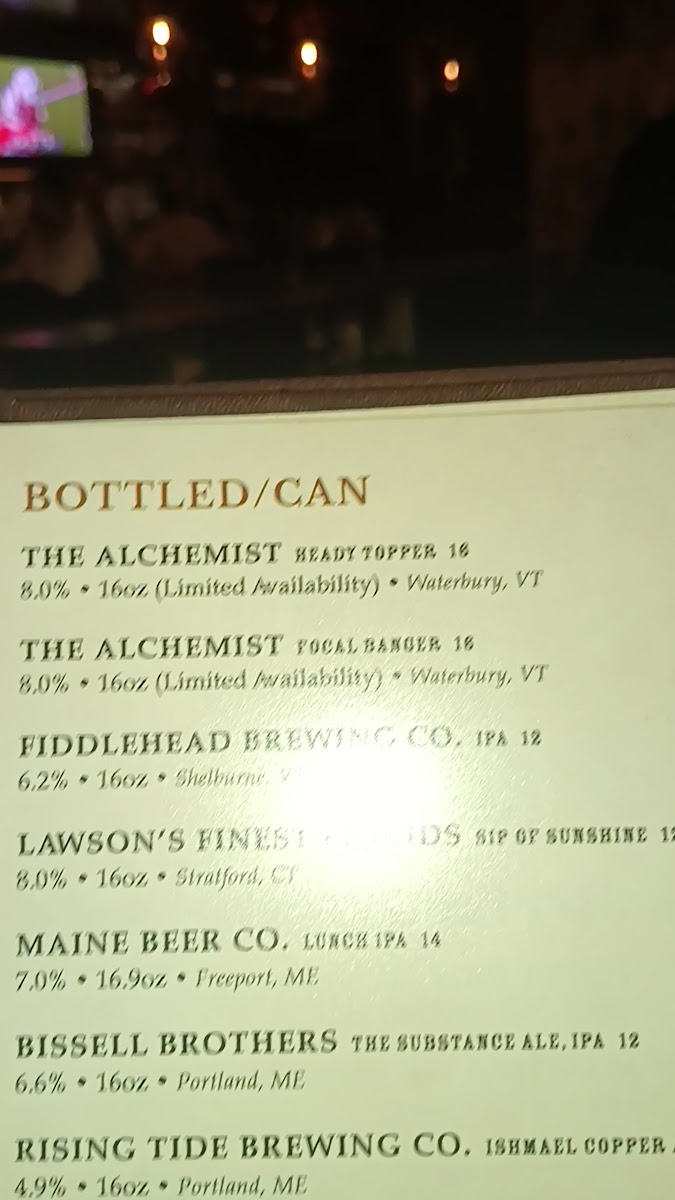 BOTTLED/CAN
THE ALCHEMIST HEADY TOPPER 16
8.0% • 16oz (Limited Availability) • Waterbury, VT
THE ALCHEMIST FOCAL BANGER 16
8.0% • 16oz (Limited Availability) • Waterbury, VT
FIDDLEHEAD BREWING CO. IPA 12
6.2% • 16oz • Shelburne,
LAWSON'S FINEST SIP OF SUNSHINE
8.0% • 16oz • Stratford, CT
MAINE BEER CO. LUNCH IPA 14
7.0% • 16.9oz • Freeport, ME
BISSELL BROTHERS THE SUBSTANCE ALE, IPA 12
6.6% • 16oz • Portland, ME
RISING TIDE BREWING CO. ISHMAEL COPPER
4.9% • 16oz • Portland, ME